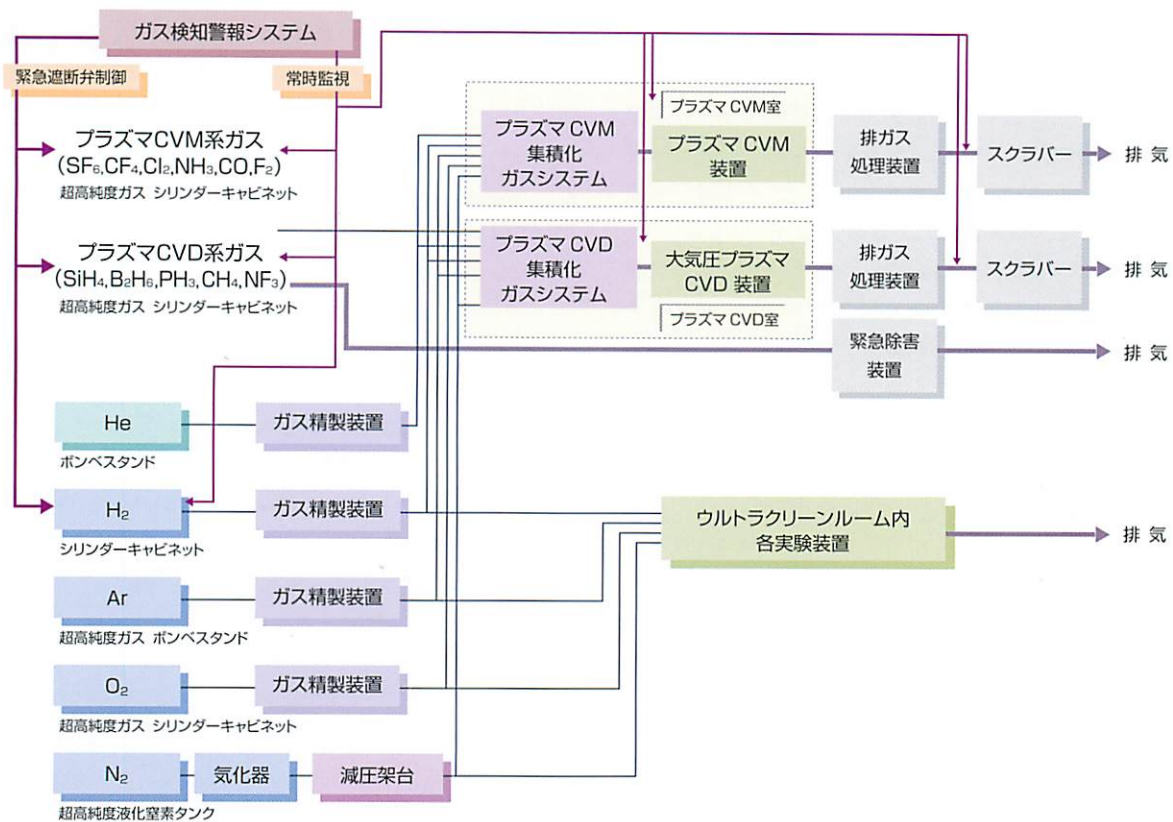 ガス検知警報システム
緊急遮断弁制御
常時監視
プラズマCVM系ガス
(SF₆,CF₄,Cl₂,NH₃,CO,F₂)
超高純度ガス シリンダーキャビネット
プラズマCVD系ガス
(SiH₄,B₂H₆,PH₃,CH₄,NF₃)
超高純度ガス シリンダーキャビネット
プラズマCVM室
プラズマCVM
集積化
ガスシステム
プラズマCVM
装置
排ガス
処理装置
スクラバー
排気
プラズマCVD
集積化
ガスシステム
大気圧プラズマ
CVD装置
プラズマCVD室
排ガス
処理装置
スクラバー
排気
緊急除害
装置
排気
He
ガス精製装置
ボンベスタンド
H₂
ガス精製装置
シリンダーキャビネット
ウルトラクリーンルーム内
各実験装置
排気
Ar
ガス精製装置
超高純度ガス ボンベスタンド
O₂
ガス精製装置
超高純度ガス シリンダーキャビネット
N₂
気化器
減圧架台
超高純度液化窒素タンク